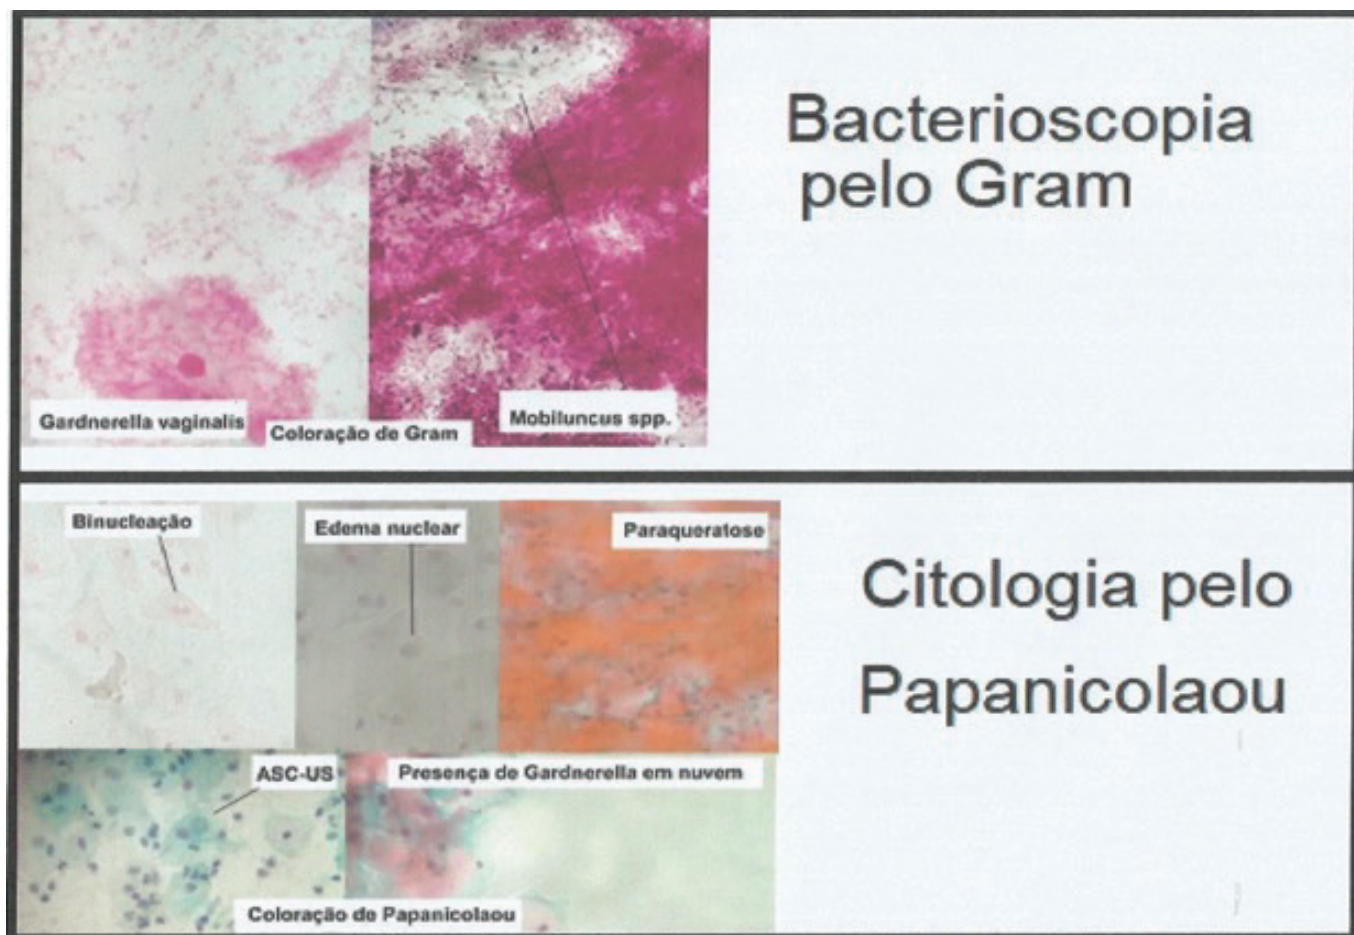 Bacterioscopia
pelo Gram
Gardnerella vaginalis
Coloração de Gram
Mobiluncus spp.
Binucleação
Edema nuclear
Paraqueratose
Citologia pelo
Papanicolaou
ASC-US
Presença de Gardnerella em nuvem
Coloração de Papanicolaou